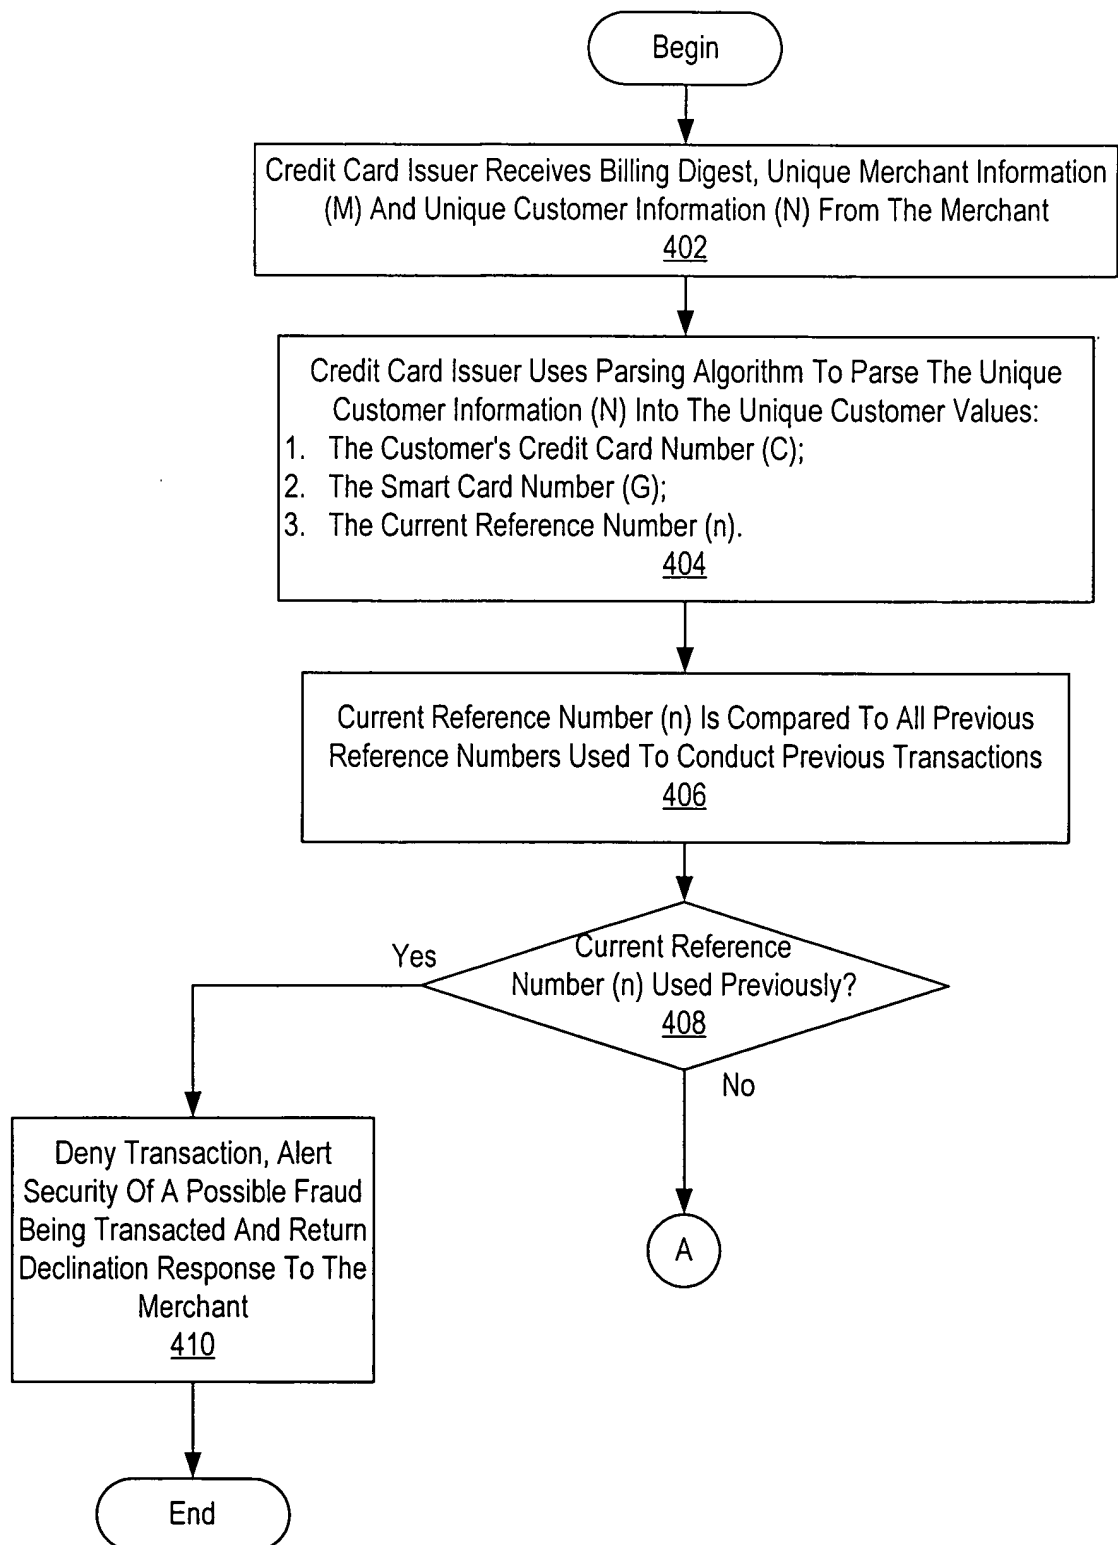 Begin
Credit Card Issuer Receives Billing Digest, Unique Merchant Information
(M) And Unique Customer Information (N) From The Merchant
402
Credit Card Issuer Uses Parsing Algorithm To Parse The Unique
Customer Information (N) Into The Unique Customer Values:
1. The Customer's Credit Card Number (C);
2. The Smart Card Number (G);
3. The Current Reference Number (n).
404
Current Reference Number (n) Is Compared To All Previous
Reference Numbers Used To Conduct Previous Transactions
406
Current Reference
Number (n) Used Previously?
408
Yes
No
Deny Transaction, Alert
Security Of A Possible Fraud
Being Transacted And Return
Declination Response To The
Merchant
410
A
End